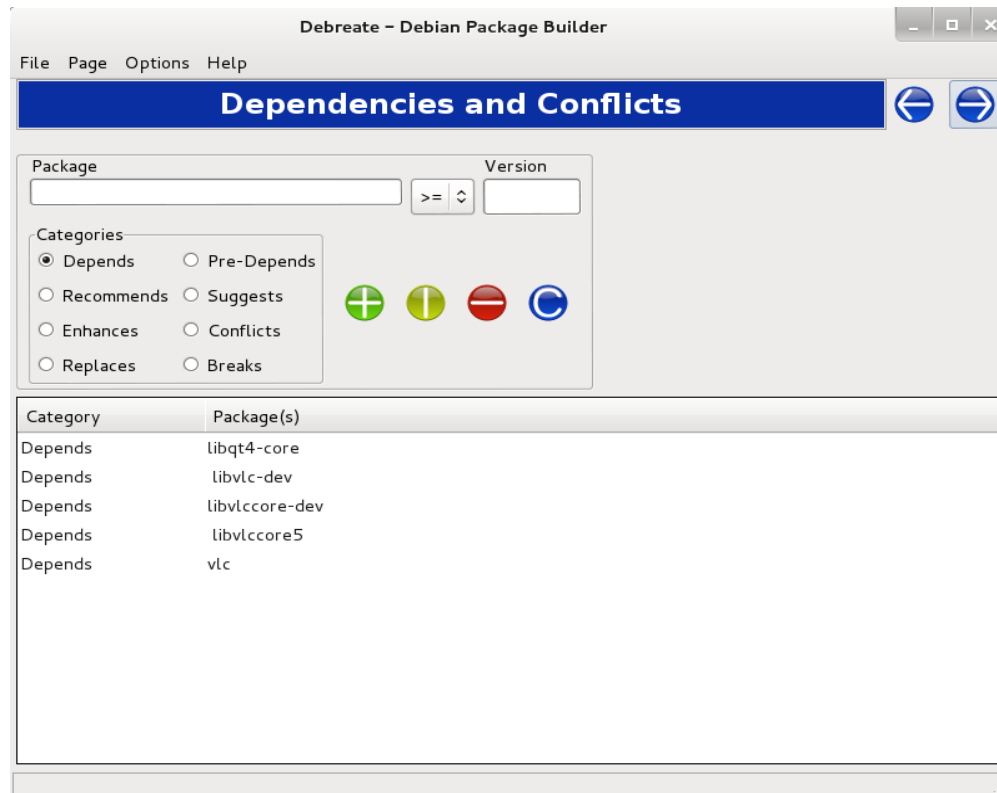 Debreate – Debian Package Builder
File Page Options Help
Dependencies and Conflicts
Package Version
>=
Categories
Depends Pre-Depends
Recommends Suggests
Enhances Conflicts
Replaces Breaks
Category Package(s)
Depends libqt4-core
Depends libvlc-dev
Depends libvlccore-dev
Depends libvlccore5
Depends vlc